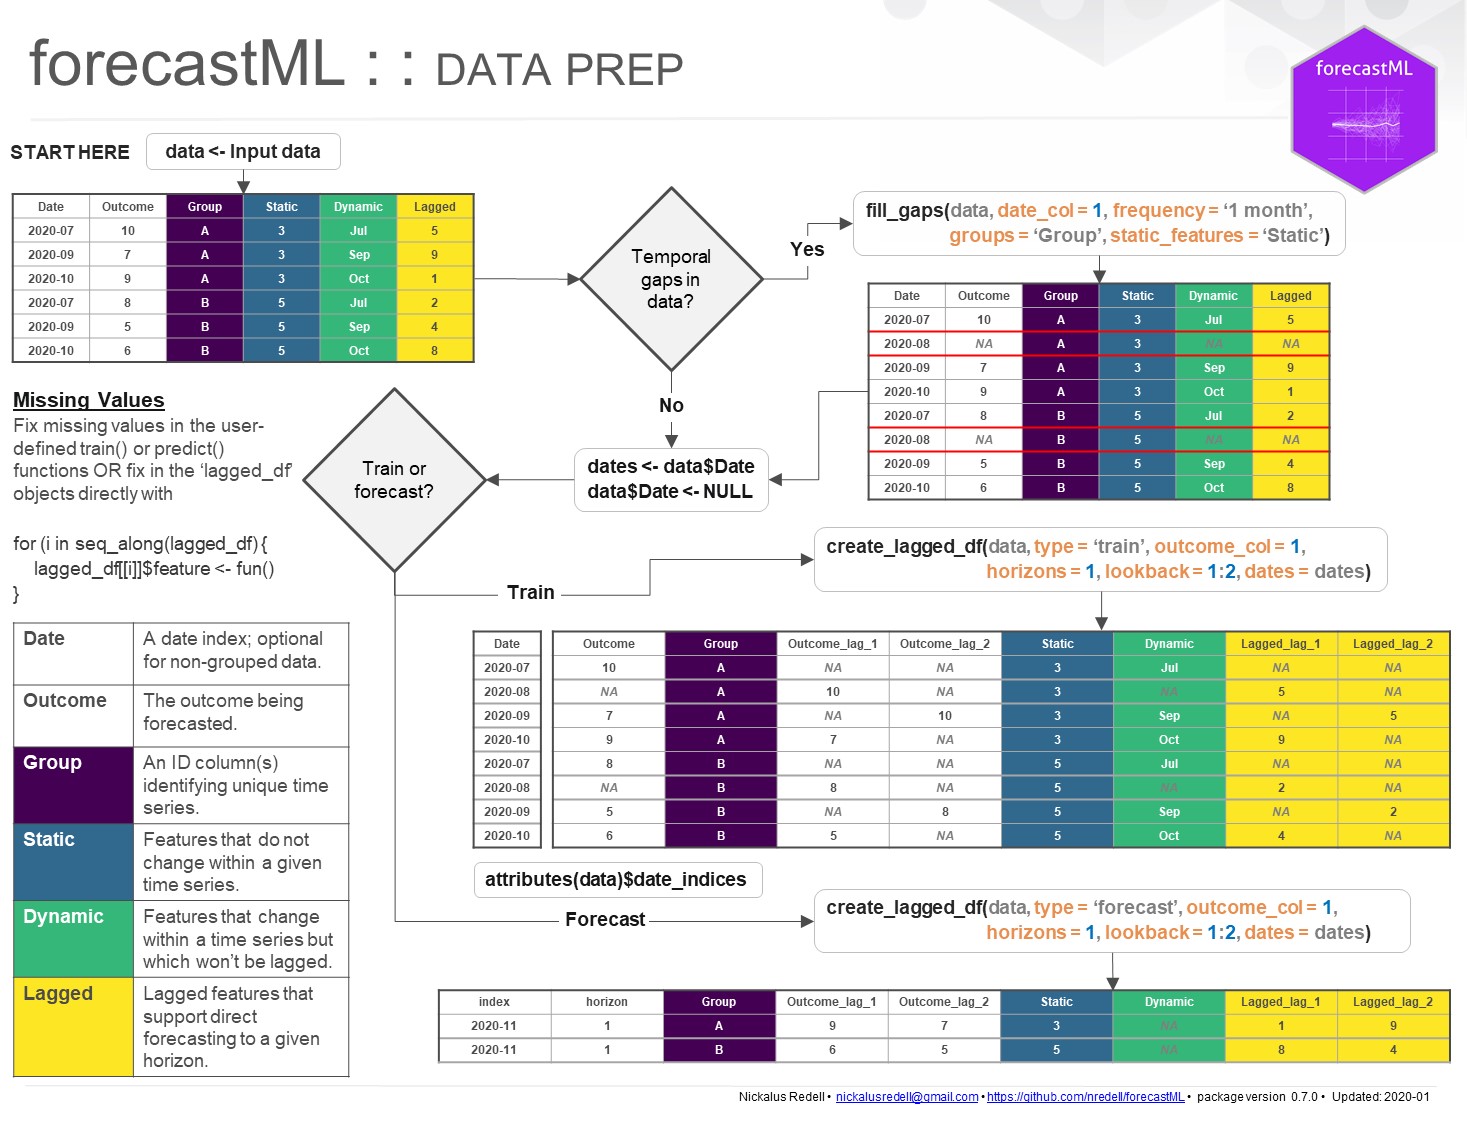 forecastML : : DATA PREP
forecastML
START HERE
data <- Input data
Date Outcome Group Static Dynamic Lagged
2020-07 10 A 3 Jul 5
2020-09 7 A 3 Sep 9
2020-10 9 A 3 Oct 1
2020-07 8 B 5 Jul 2
2020-09 5 B 5 Sep 4
2020-10 6 B 5 Oct 8
Temporal
gaps in
data?
Yes
No
fill_gaps(data, date_col = 1, frequency = ‘1 month’,
groups = ‘Group’, static_features = ‘Static’)
Date Outcome Group Static Dynamic Lagged
2020-07 10 A 3 Jul 5
2020-08 NA A 3 NA NA
2020-09 7 A 3 Sep 9
2020-10 9 A 3 Oct 1
2020-07 8 B 5 Jul 2
2020-08 NA B 5 NA NA
2020-09 5 B 5 Sep 4
2020-10 6 B 5 Oct 8
Missing Values
Fix missing values in the user-
defined train() or predict()
functions OR fix in the ‘lagged_df’
objects directly with
for (i in seq_along(lagged_df) {
lagged_df[[i]]$feature <- fun()
}
Train or
forecast?
dates <- data$Date
data$Date <- NULL
Train
create_lagged_df(data, type = ‘train’, outcome_col = 1,
horizons = 1, lookback = 1:2, dates = dates)
Date Outcome Group Outcome_lag_1 Outcome_lag_2 Static Dynamic Lagged_lag_1 Lagged_lag_2
2020-07 10 A NA NA 3 Jul NA NA
2020-08 NA A 10 NA 3 NA 5 NA
2020-09 7 A NA 10 3 Sep NA 5
2020-10 9 A 7 NA 3 Oct 9 NA
2020-07 8 B NA NA 5 Jul NA NA
2020-08 NA B 8 NA 5 NA 2 NA
2020-09 5 B NA 8 5 Sep NA 2
2020-10 6 B 5 NA 5 Oct 4 NA
attributes(data)$date_indices
Forecast
create_lagged_df(data, type = ‘forecast’, outcome_col = 1,
horizons = 1, lookback = 1:2, dates = dates)
index horizon Group Outcome_lag_1 Outcome_lag_2 Static Dynamic Lagged_lag_1 Lagged_lag_2
2020-11 1 A 9 7 3 NA 1 9
2020-11 1 B 6 5 5 NA 8 4
Date
A date index; optional
for non-grouped data.
Outcome
The outcome being
forecasted.
Group
An ID column(s)
identifying unique time
series.
Static
Features that do not
change within a given
time series.
Dynamic
Features that change
within a time series but
which won’t be lagged.
Lagged
Lagged features that
support direct
forecasting to a given
horizon.
Nickalus Redell • nickalusredell@gmail.com • https://github.com/nredell/forecastML • package version 0.7.0 • Updated: 2020-01